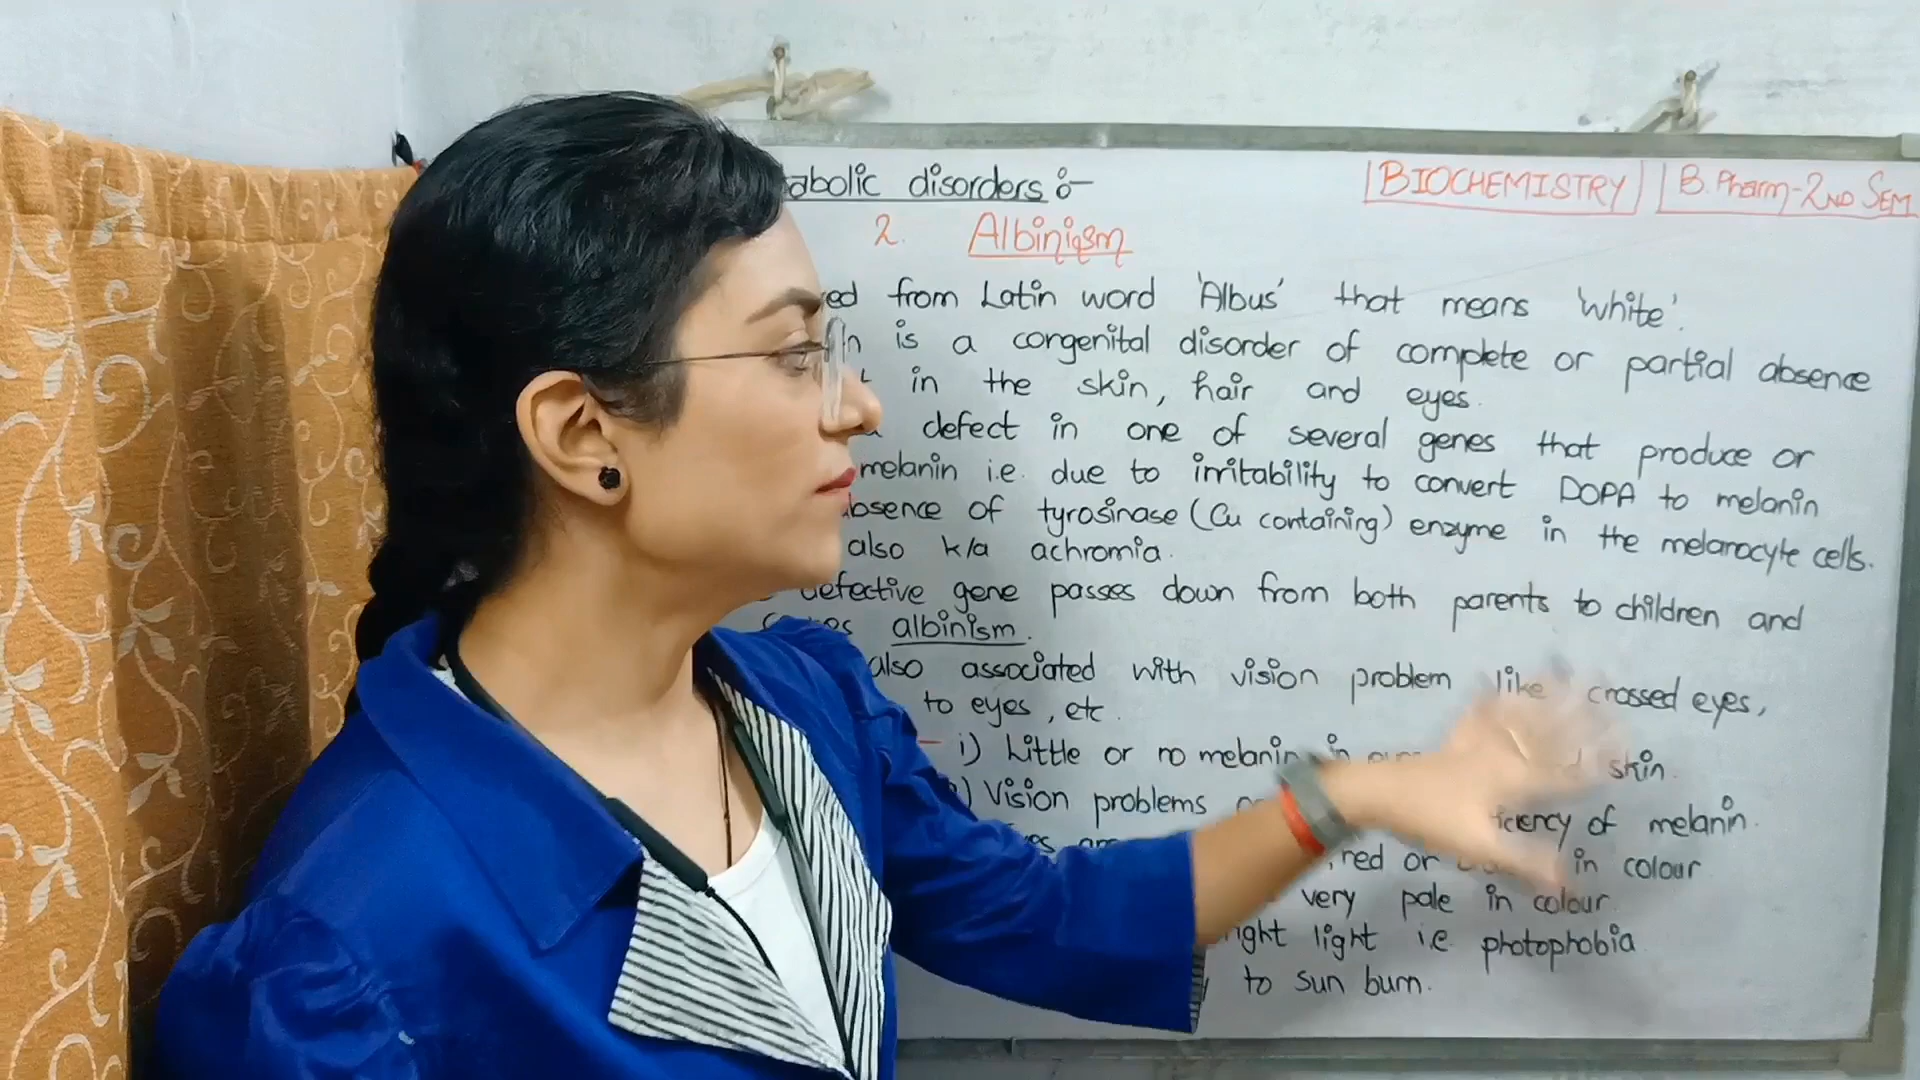 abolic disorders :-
BIOCHEMISTRY
B. Pharm - 2ND SEM
2. Albinism
ed from Latin word 'Albus' that means 'white'.
is a congenital disorder of complete or partial absence
in the skin, hair and eyes.
defect in one of several genes that produce or
melanin i.e. due to irritability to convert DOPA to melanin
absence of tyrosinase (Cu containing) enzyme in the melanocyte cells.
also k/a achromia.
defective gene passes down from both parents to children and
albinism.
also associated with vision problem like crossed eyes,
to eyes, etc.
i) Little or no melanin in skin.
) Vision problems ciency of melanin.
, red or in colour
very pale in colour.
ight light i.e photophobia
to sun burn.